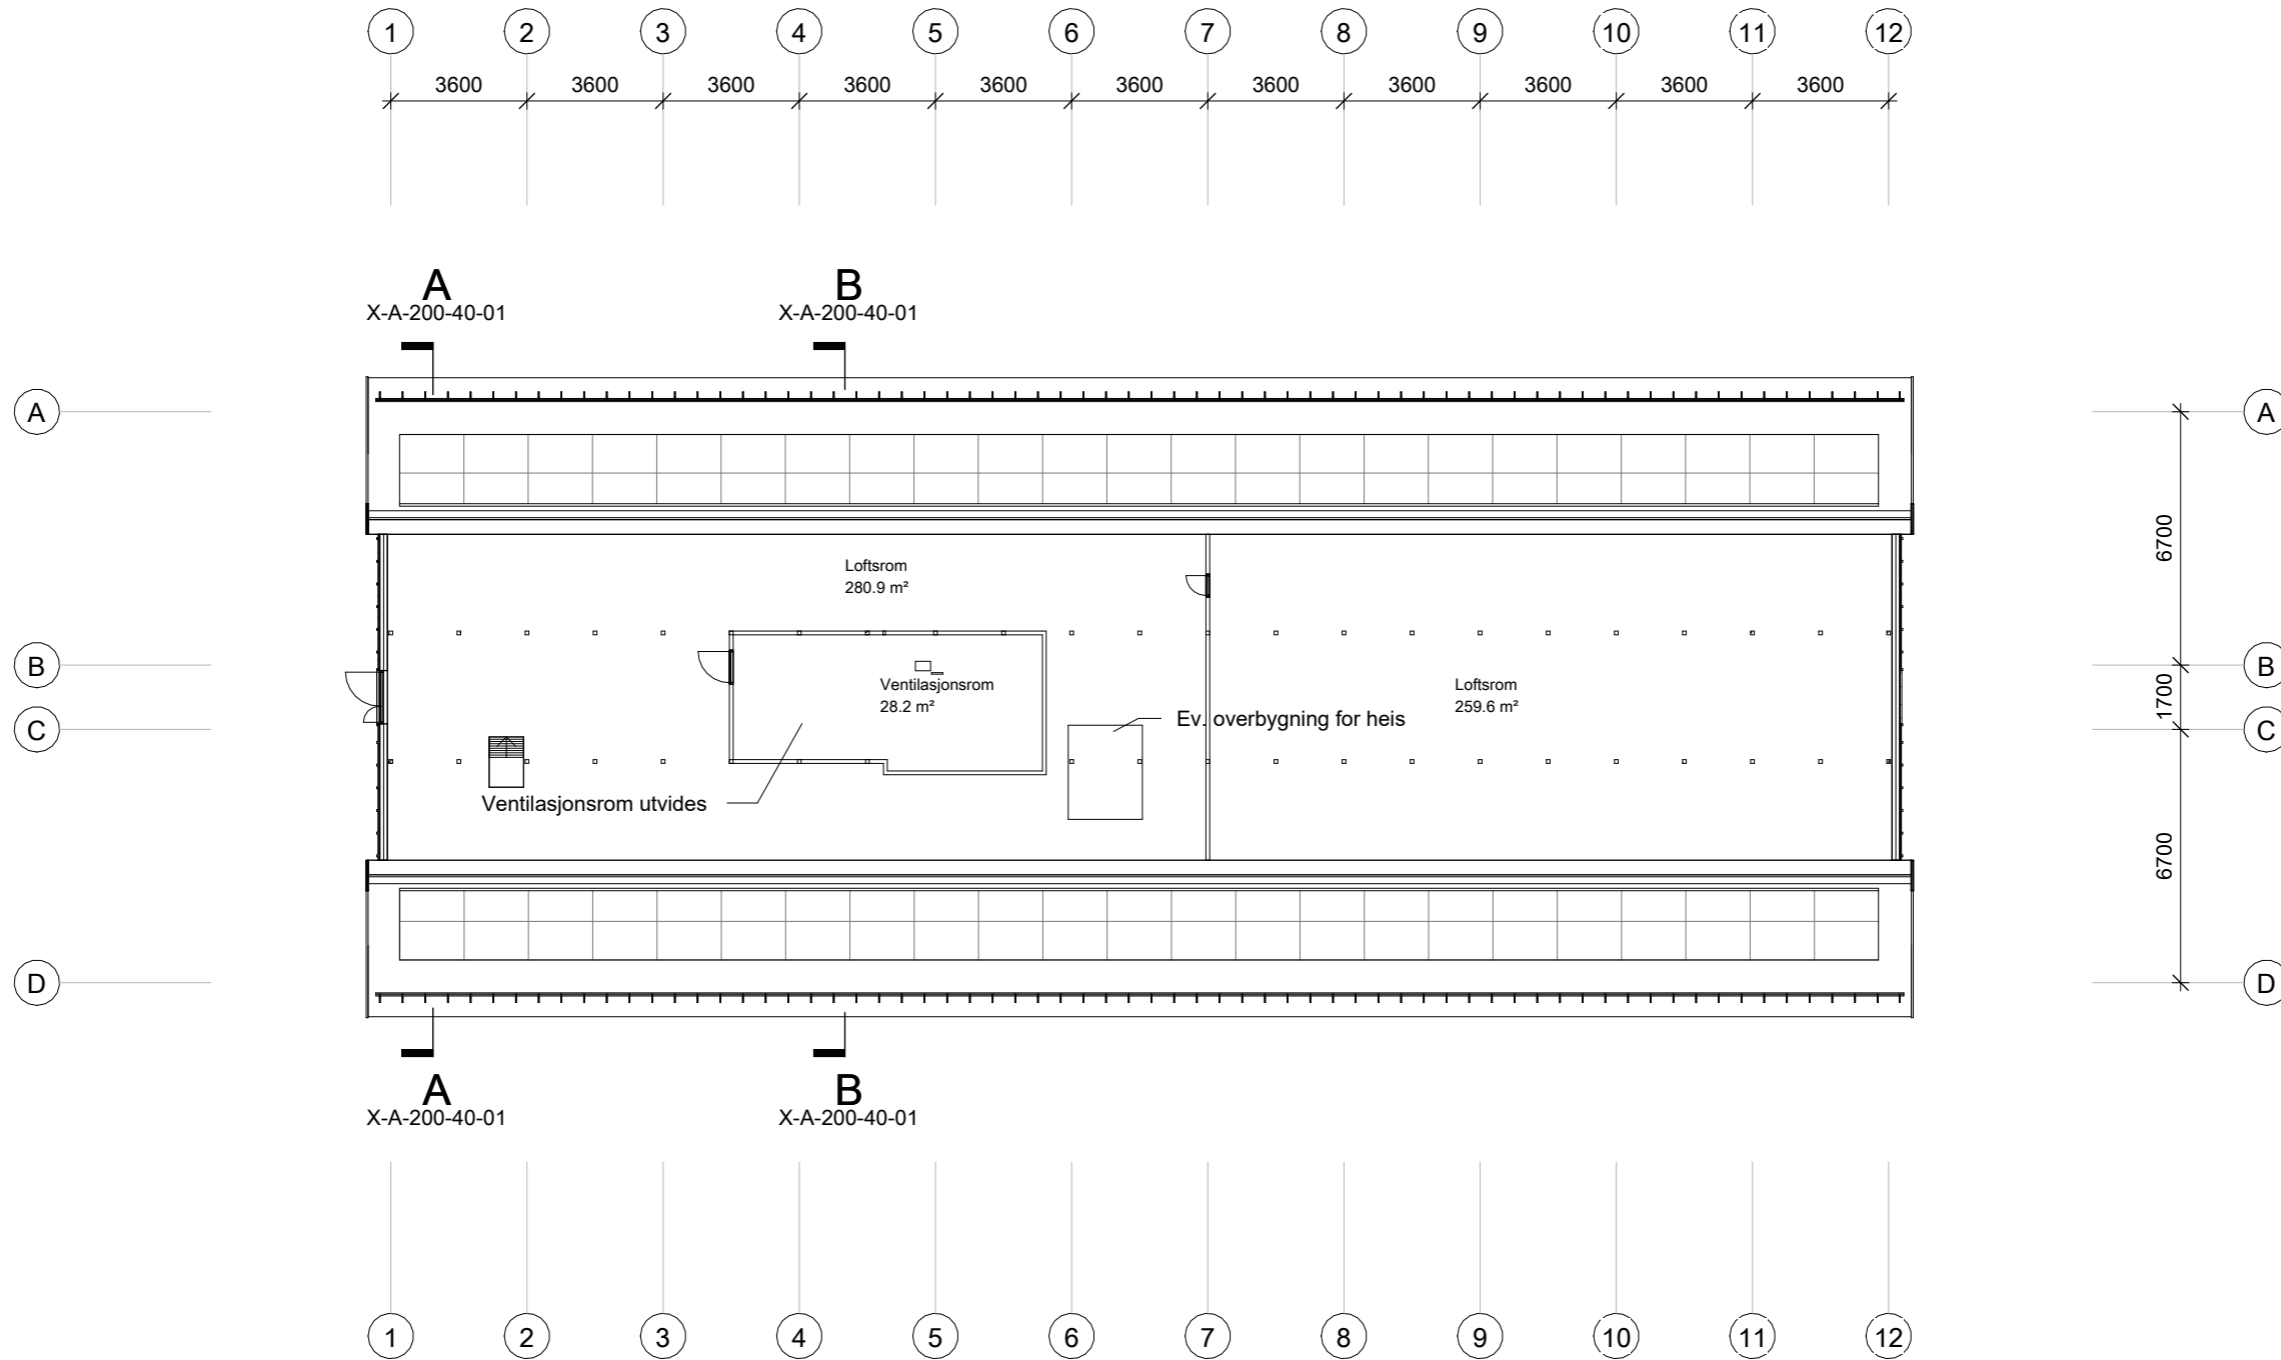 1 2 3 4 5 6 7 8 9 10 11 12
3600 3600 3600 3600 3600 3600 3600 3600 3600 3600 3600
A B
X-A-200-40-01 X-A-200-40-01
A A
6700
Loftsrom
280.9 m²
B B
Ventilasjonsrom
28.2 m²
Loftsrom
259.6 m²
1700
Ev. overbygning for heis
C C
Ventilasjonsrom utvides
6700
D D
A B
X-A-200-40-01 X-A-200-40-01
1 2 3 4 5 6 7 8 9 10 11 12